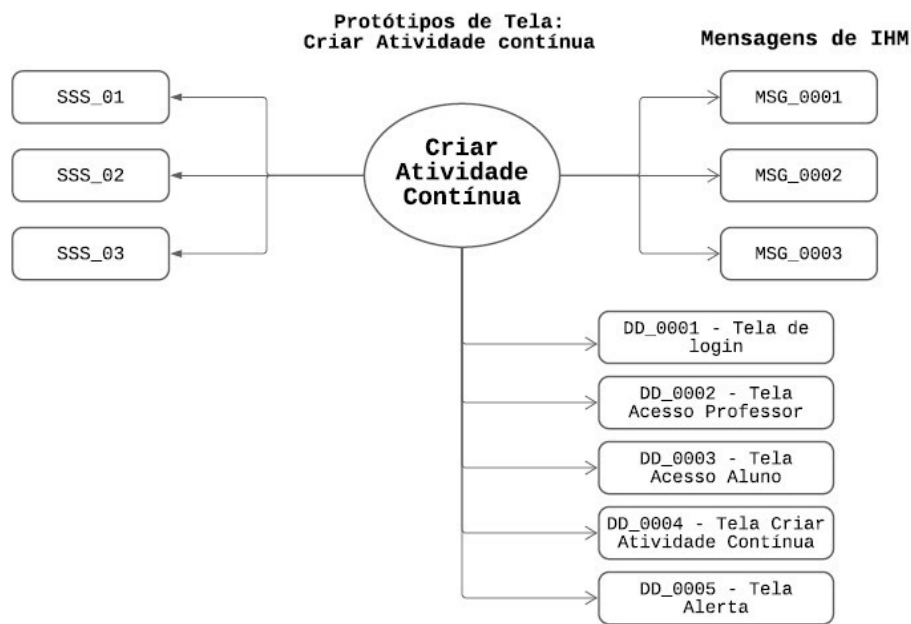 Protótipos de Tela:
Criar Atividade contínua
Mensagens de IHM
SSS_01
SSS_02
SSS_03
Criar
Atividade
Contínua
MSG_0001
MSG_0002
MSG_0003
DD_0001 - Tela de
login
DD_0002 - Tela
Acesso Professor
DD_0003 - Tela
Acesso Aluno
DD_0004 - Tela Criar
Atividade Contínua
DD_0005 - Tela
Alerta